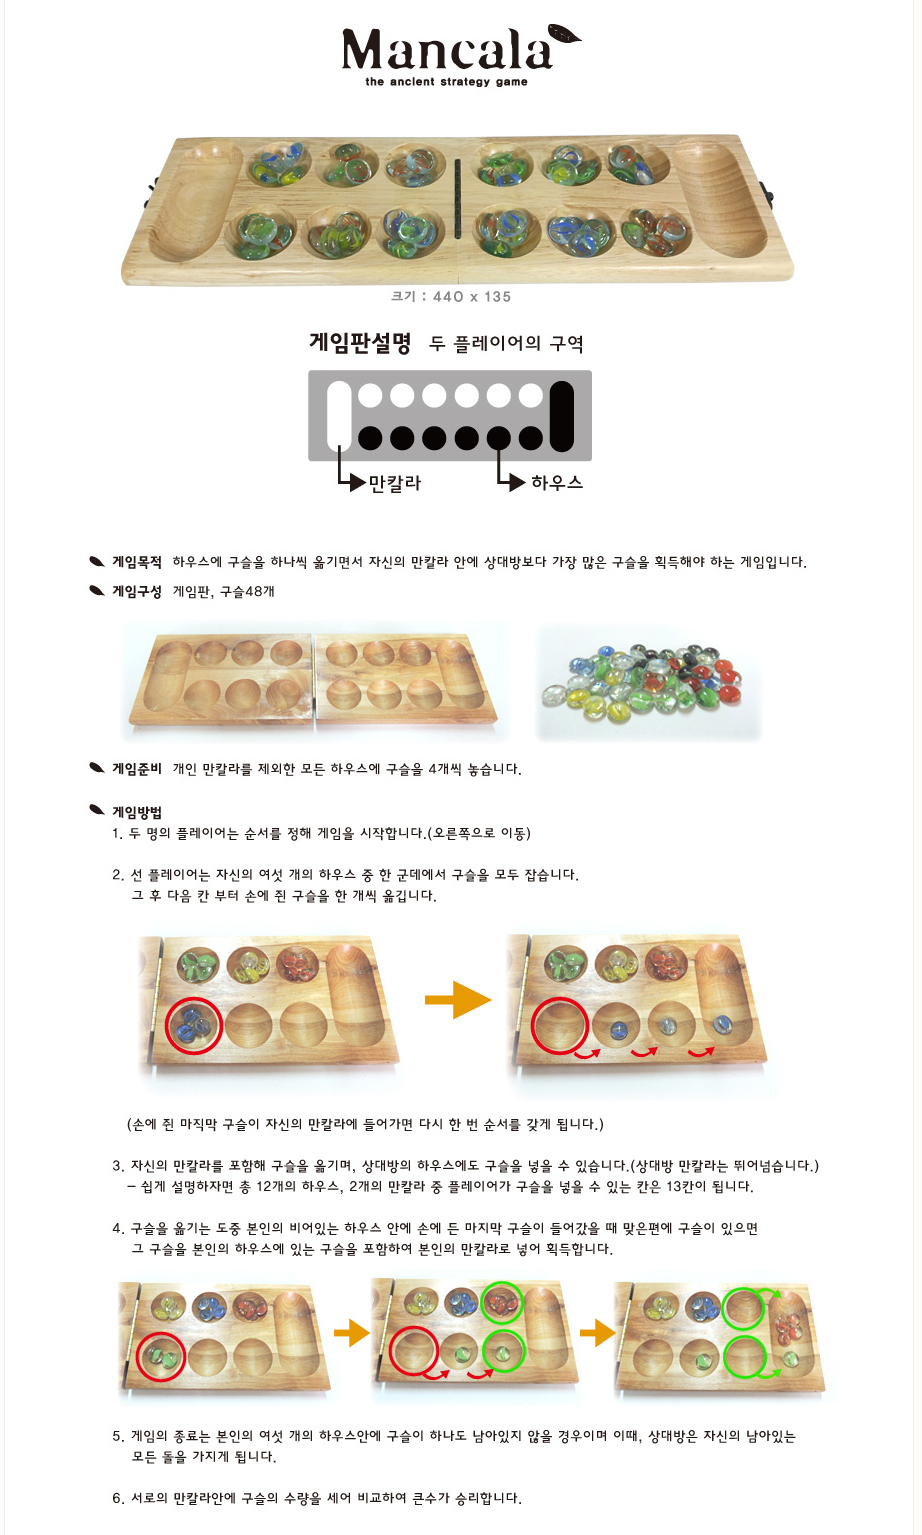 Mancala
the ancient strategy game
크기 : 440 x 135
게임판설명 두 플레이어의 구역
만칼라
하우스
게임목적 하우스에 구슬을 하나씩 옮기면서 자신의 만칼라 안에 상대방보다 가장 많은 구슬을 획득해야 하는 게임입니다.
게임구성 게임판, 구슬48개
게임준비 개인 만칼라를 제외한 모든 하우스에 구슬을 4개씩 놓습니다.
게임방법
1. 두 명의 플레이어는 순서를 정해 게임을 시작합니다.(오른쪽으로 이동)
2. 선 플레이어는 자신의 여섯 개의 하우스 중 한 군데에서 구슬을 모두 잡습니다.
그 후 다음 칸 부터 손에 쥔 구슬을 한 개씩 옮깁니다.
(손에 쥔 마직막 구슬이 자신의 만칼라에 들어가면 다시 한 번 순서를 갖게 됩니다.)
3. 자신의 만칼라를 포함해 구슬을 옮기며, 상대방의 하우스에도 구슬을 넣을 수 있습니다.(상대방 만칼라는 뛰어넘습니다.)
- 쉽게 설명하자면 총 12개의 하우스, 2개의 만칼라 중 플레이어가 구슬을 넣을 수 있는 칸은 13칸이 됩니다.
4. 구슬을 옮기는 도중 본인의 비어있는 하우스 안에 손에 든 마지막 구슬이 들어갔을 때 맞은편에 구슬이 있으면
그 구슬을 본인의 하우스에 있는 구슬을 포함하여 본인의 만칼라로 넣어 획득합니다.
5. 게임의 종료는 본인의 여섯 개의 하우스안에 구슬이 하나도 남아있지 않을 경우이며 이때, 상대방은 자신의 남아있는
모든 돌을 가지게 됩니다.
6. 서로의 만칼라안에 구슬의 수량을 세어 비교하여 큰수가 승리합니다.